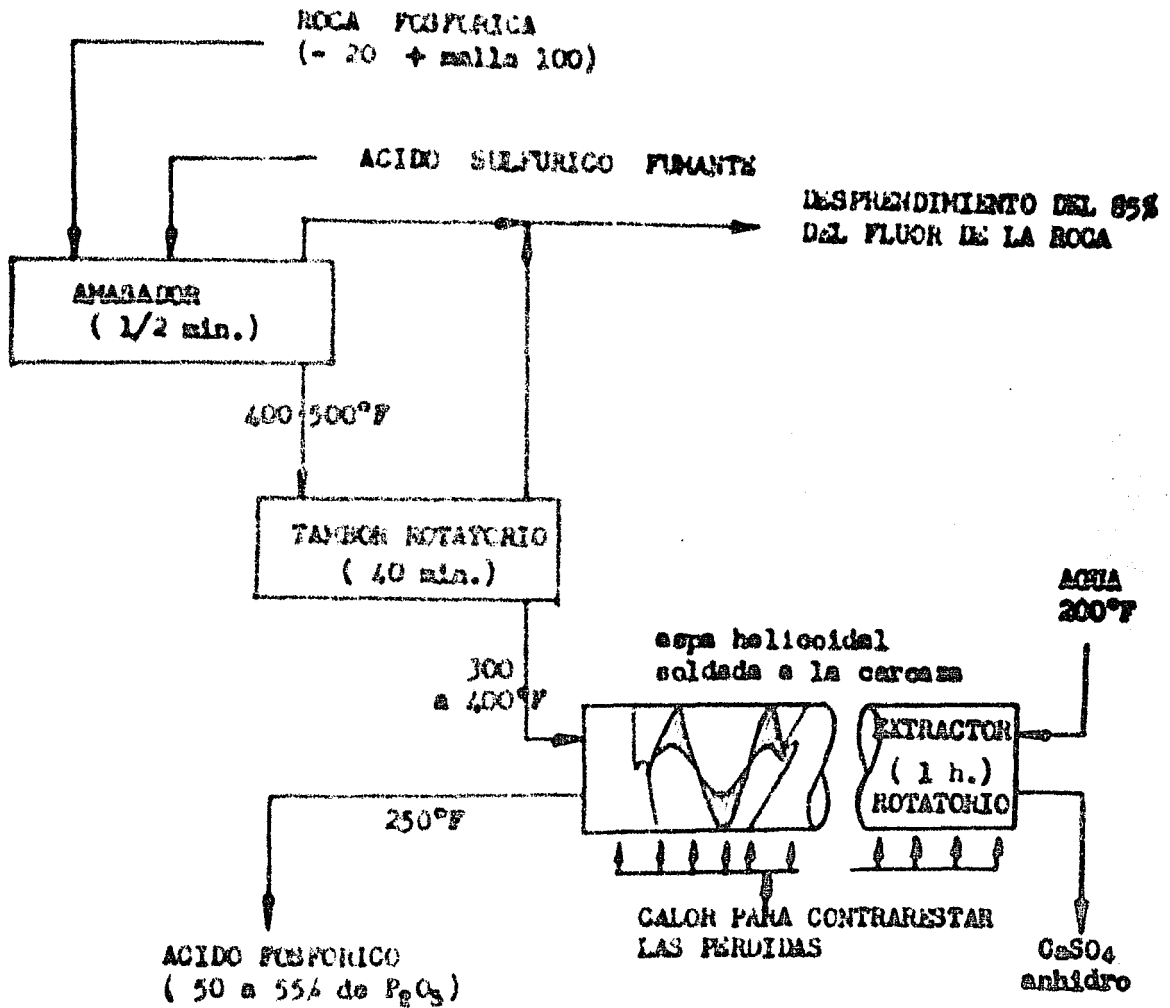 ROCA FOSFORICA
(- 20 + malla 100)
ACIDO SULFURICO FUMANTE
DESPRENDIMIENTO DEL 85%
DEL FLUOR DE LA ROCA
AMASADOR
( 1/2 min.)
400-500°F
TAMBOR ROTATORIO
( 40 min.)
AGUA
200°F
300
a 400°F
aspa helicoidal
soldada a la carcaza
EXTRACTOR
( 1 h.)
ROTATORIO
250°F
CALOR PARA CONTRARESTAR
LAS PERDIDAS
ACIDO FOSFORICO
( 50 a 55% de P₂O₅)
CaSO₄
anhidro